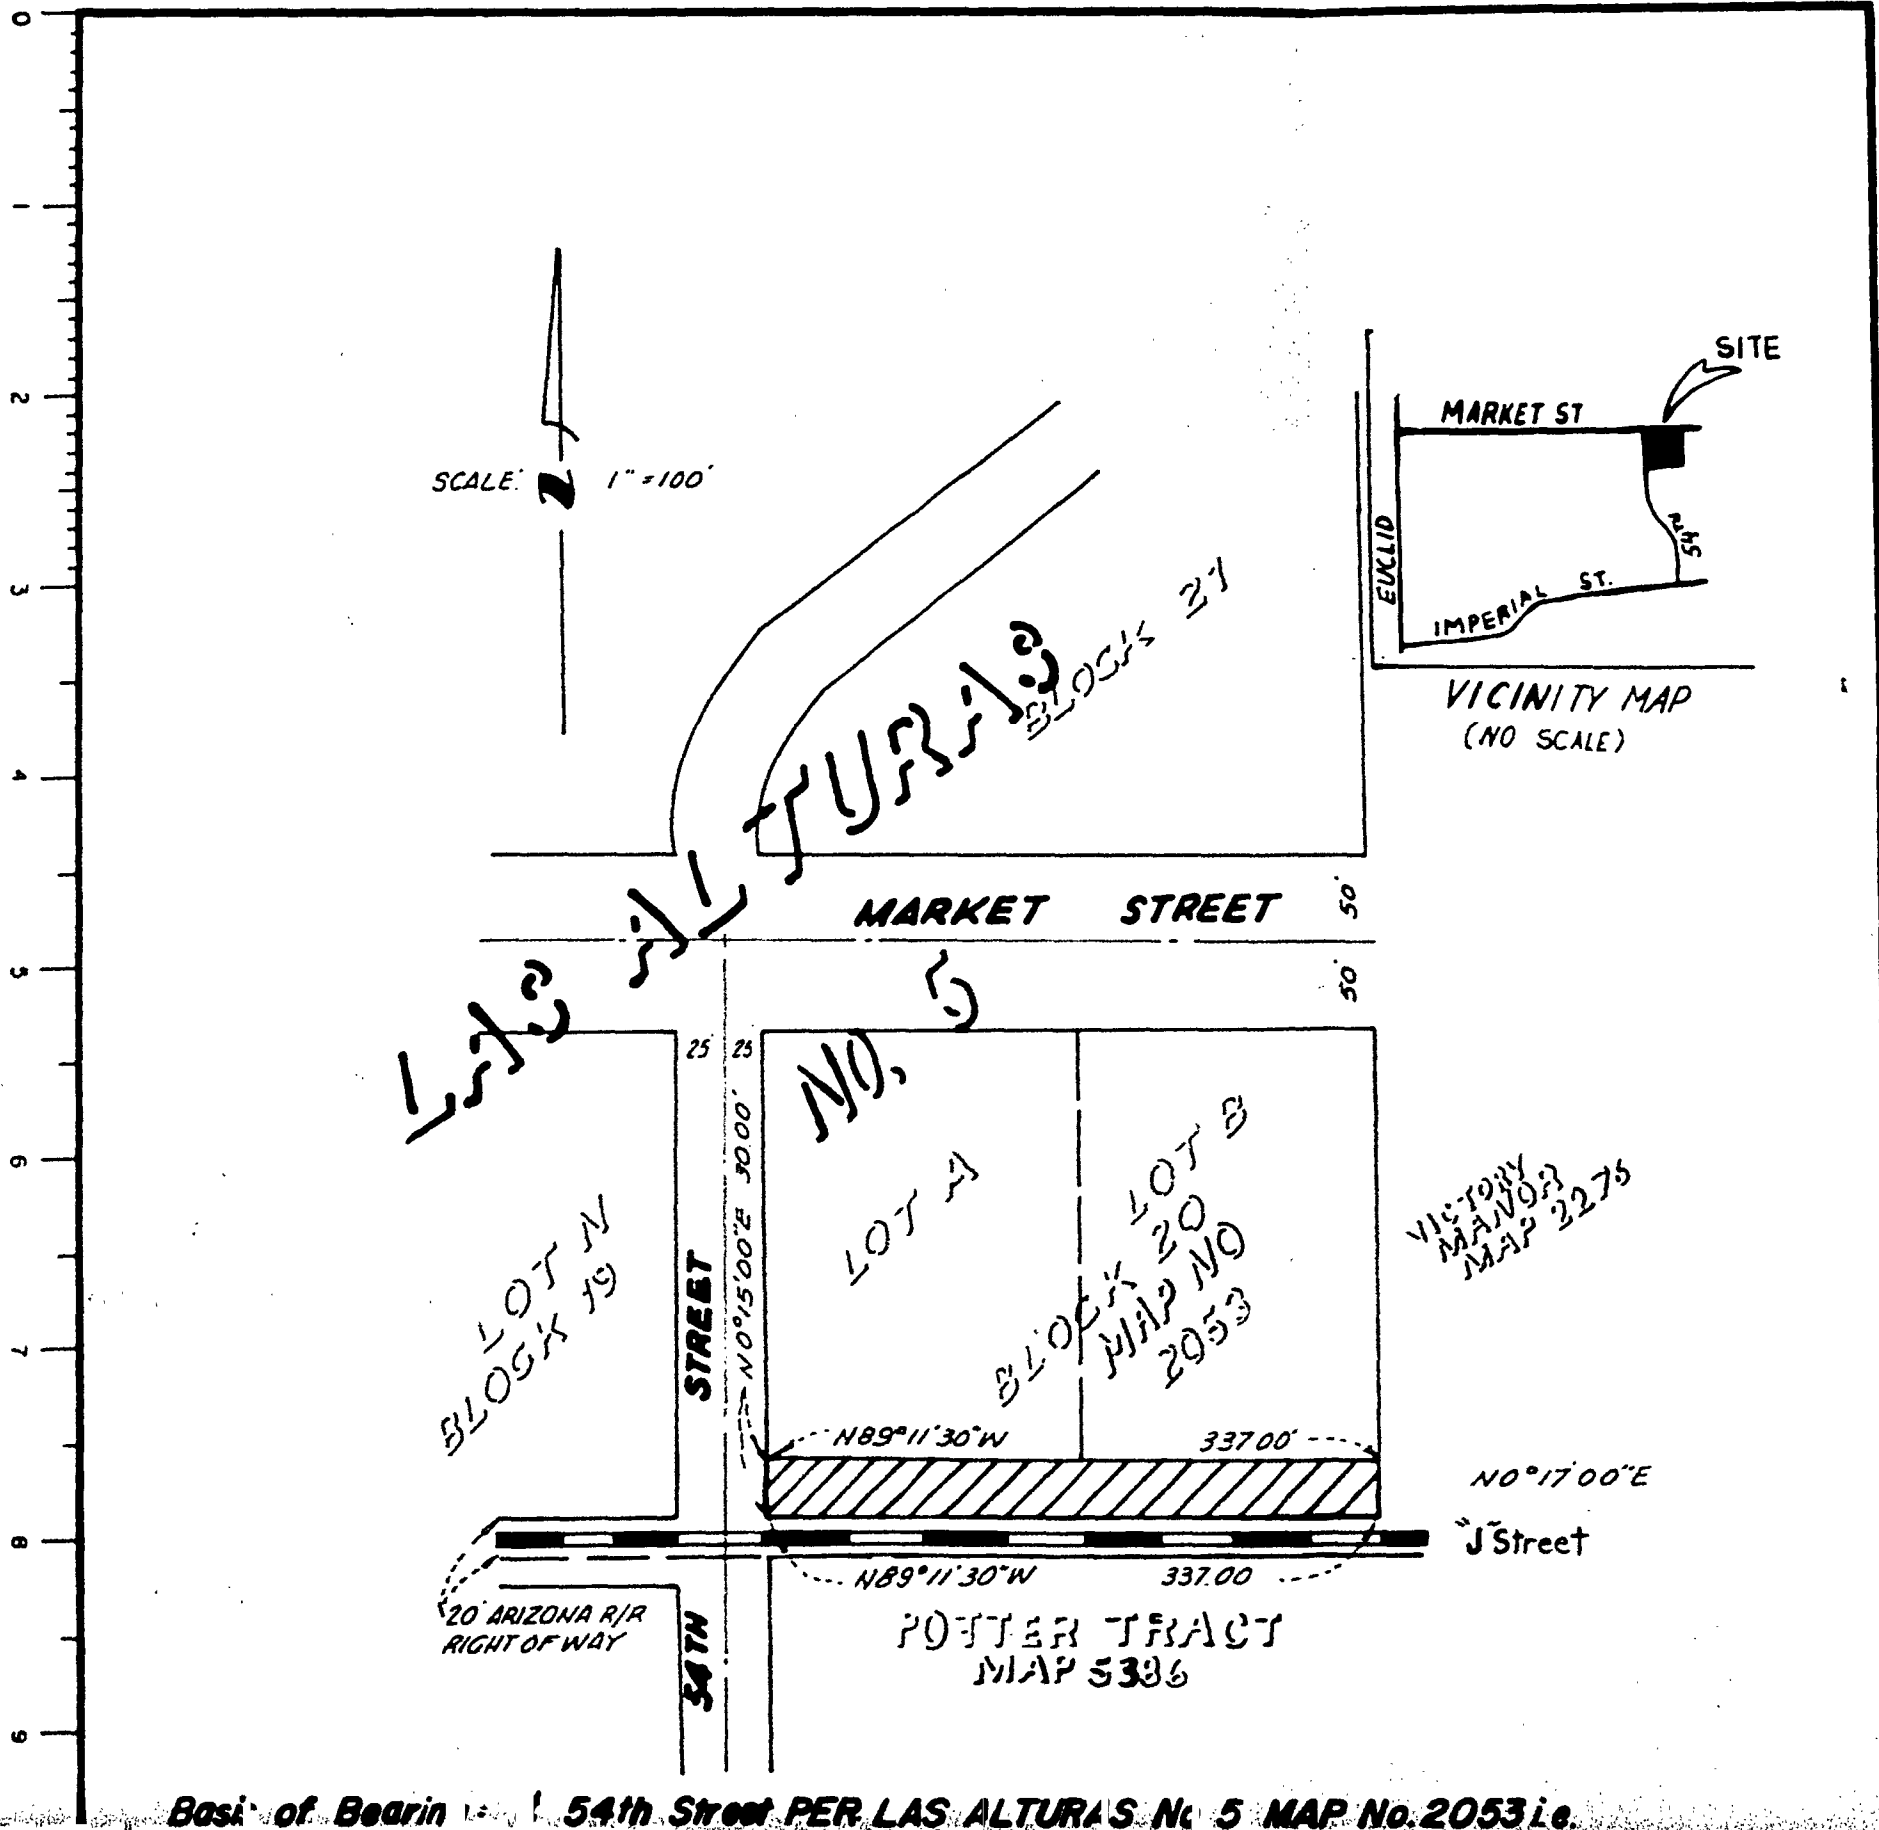 0
1
2
3
4
5
6
7
8
9
SITE
MARKET ST
EUCLID
54
IMPERIAL ST.
VICINITY MAP
(NO SCALE)
SCALE: 1"=100'
N
BLOCK 27
LAS ALTURAS
NO. 5
MARKET STREET
50'
50'
25' 25'
N0°15'00"E 30.00'
LOT A
LOT B
BLOCK 20
MAP NO
2053
LOT N
BLOCK 19
VICTORY
MANOR
MAP 2275
54TH STREET
N89°11'30"W 337.00'
N0°17'00"E
"J" Street
N89°11'30"W 337.00
20' ARIZONA R/R
RIGHT OF WAY
POTTER TRACT
MAP 5386
of 54th Street PER LAS ALTURAS No 5 MAP No. 2053 i.e.